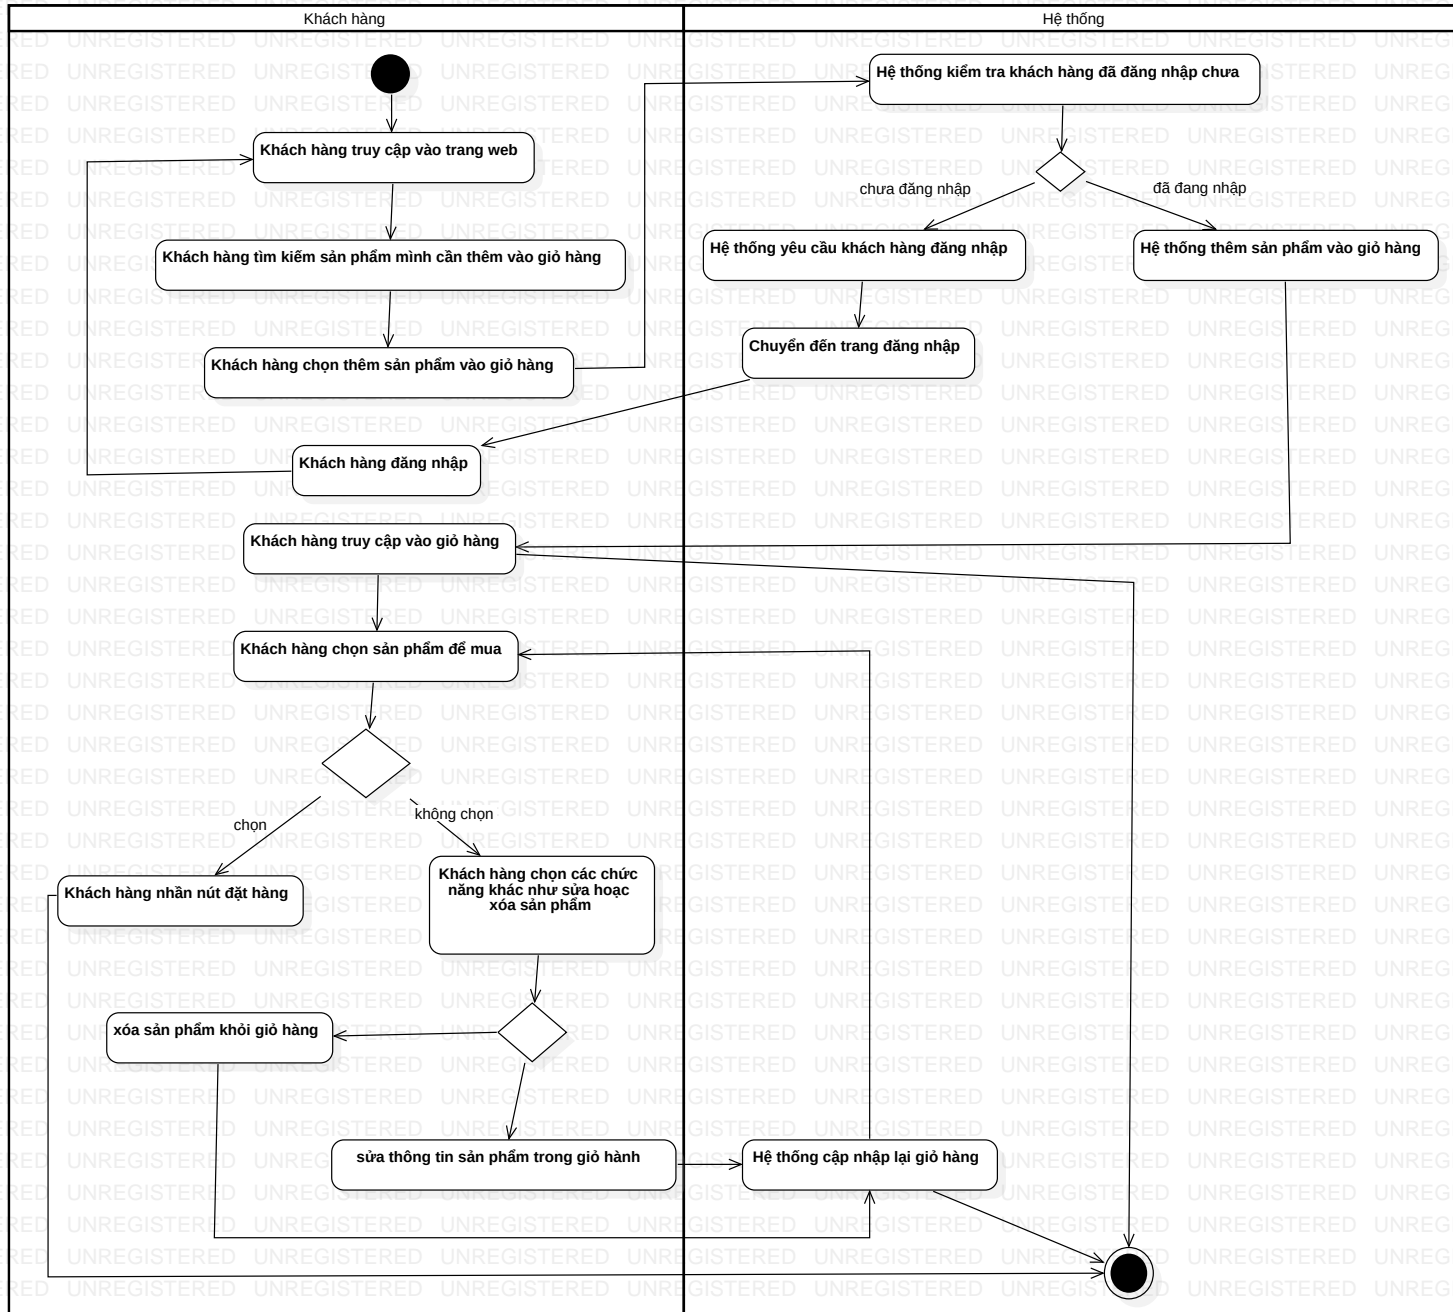 Khách hàng
Hệ thống
Hệ thống kiểm tra khách hàng đã đăng nhập chưa
Khách hàng truy cập vào trang web
chưa đăng nhập
đã đang nhập
Khách hàng tìm kiếm sản phẩm mình cần thêm vào giỏ hàng
Hệ thống yêu cầu khách hàng đăng nhập
Hệ thống thêm sản phẩm vào giỏ hàng
Khách hàng chọn thêm sản phẩm vào giỏ hàng
Chuyển đến trang đăng nhập
Khách hàng đăng nhập
Khách hàng truy cập vào giỏ hàng
Khách hàng chọn sản phẩm để mua
chọn
không chọn
Khách hàng nhần nút đặt hàng
Khách hàng chọn các chức
năng khác như sửa hoạc
xóa sản phẩm
xóa sản phẩm khỏi giỏ hàng
sửa thông tin sản phẩm trong giỏ hành
Hệ thống cập nhập lại giỏ hàng
UNREGISTERED